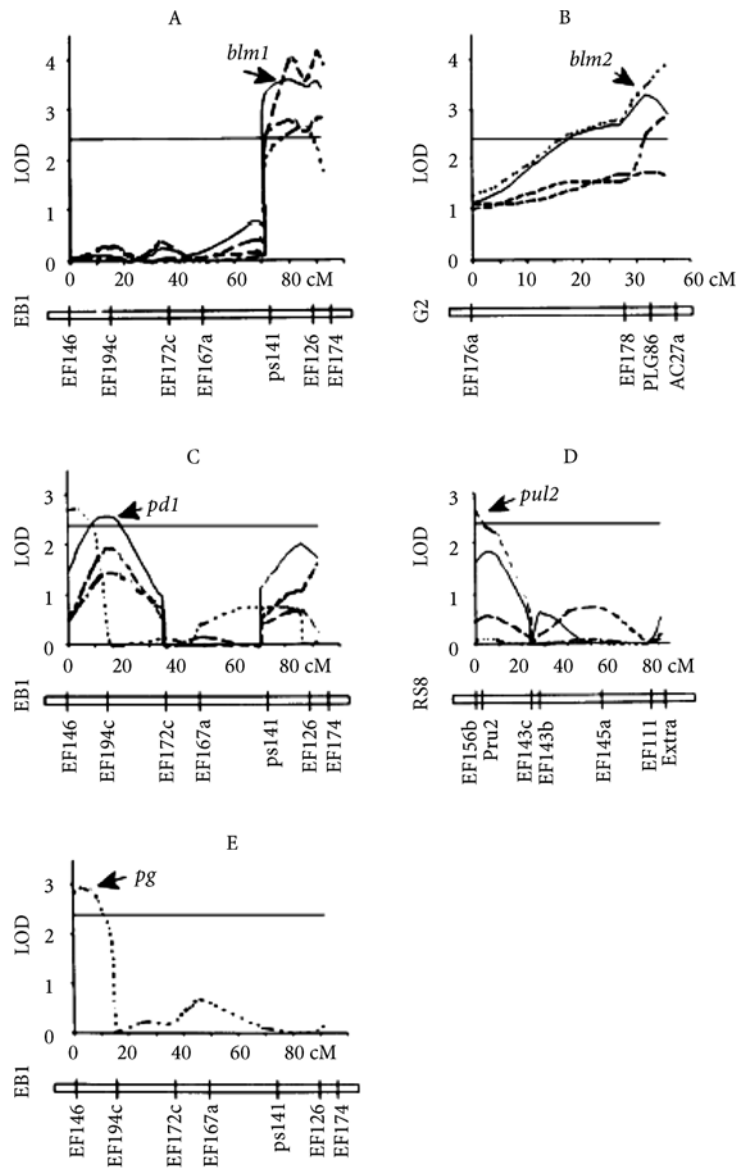 A
blm1
4
3
2
1
0
LOD
0 20 40 60 80 cM
EB1
EF146
EF194c
EF172c
EF167a
ps141
EF126
EF174
B
blm2
4
3
2
1
0
LOD
0 10 20 30 60 cM
G2
EF176a
EF178
PLG86
AC27a
C
pd1
3
2
1
0
LOD
0 20 40 60 80 cM
EB1
EF146
EF194c
EF172c
EF167a
ps141
EF126
EF174
D
pul2
3
2
1
0
LOD
0 20 40 60 80 cM
RS8
EF156b
Pru2
EF143c
EF143b
EF145a
EF111
Extra
E
pg
3
2
1
0
LOD
0 20 40 60 80 cM
EB1
EF146
EF194c
EF172c
EF167a
ps141
EF126
EF174